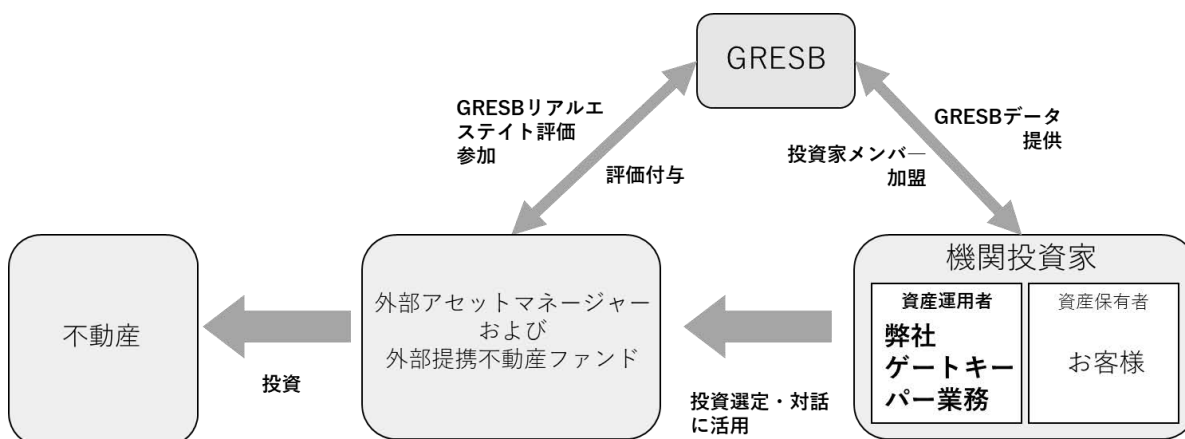 GRESB
GRESBリアルエ
ステイト評価
参加
評価付与
GRESBデータ
提供
投資家メンバ―
加盟
不動産
投資
外部アセットマネージャー
および
外部提携不動産ファンド
投資選定・対話
に活用
機関投資家
資産運用者
弊社
ゲートキー
パー業務
資産保有者
お客様